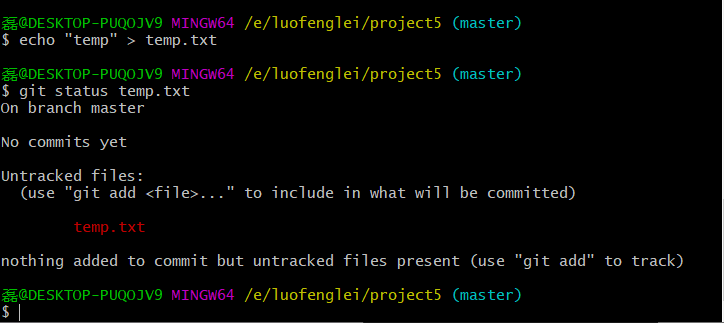 磊@DESKTOP-PUQOJV9 MINGW64 /e/luofenglei/project5 (master)
$ echo "temp" > temp.txt
磊@DESKTOP-PUQOJV9 MINGW64 /e/luofenglei/project5 (master)
$ git status temp.txt
On branch master
No commits yet
Untracked files:
  (use "git add <file>..." to include in what will be committed)
        temp.txt
nothing added to commit but untracked files present (use "git add" to track)
磊@DESKTOP-PUQOJV9 MINGW64 /e/luofenglei/project5 (master)
$